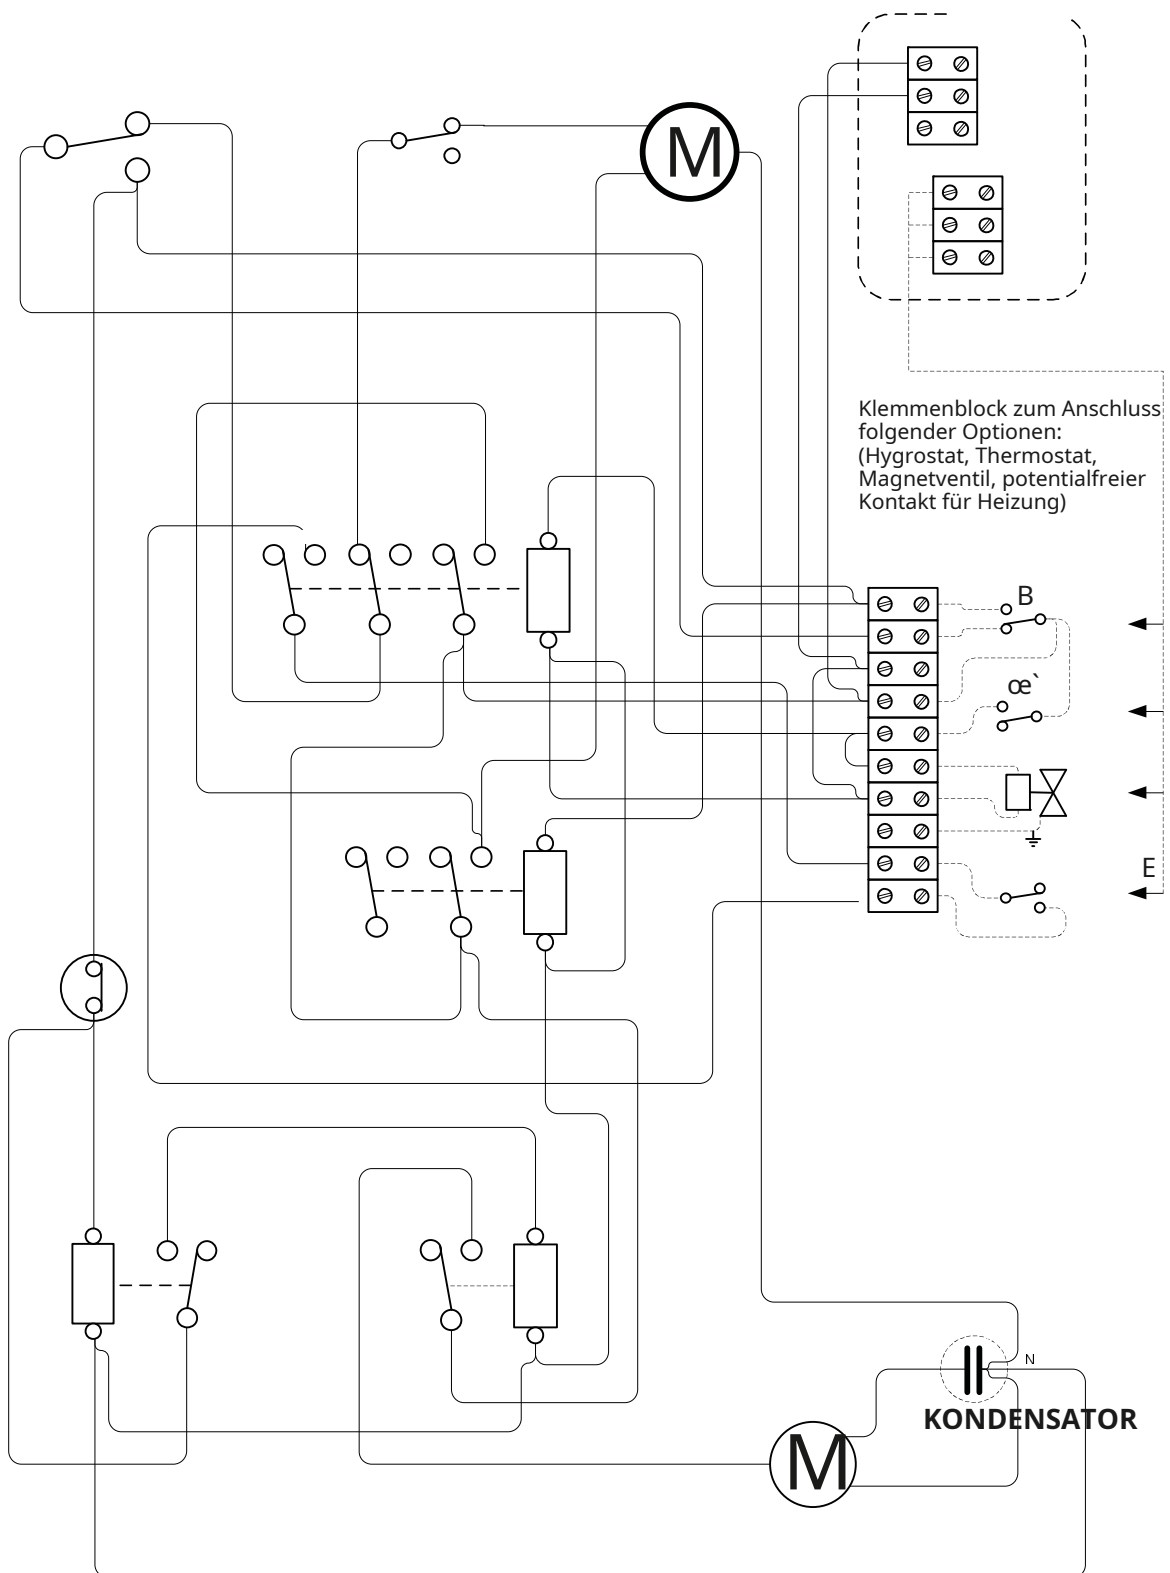 M
Klemmenblock zum Anschluss
folgender Optionen:
(Hygrostat, Thermostat,
Magnetventil, potentialfreier
Kontakt für Heizung)
B
œ`
E
N
KONDENSATOR
M